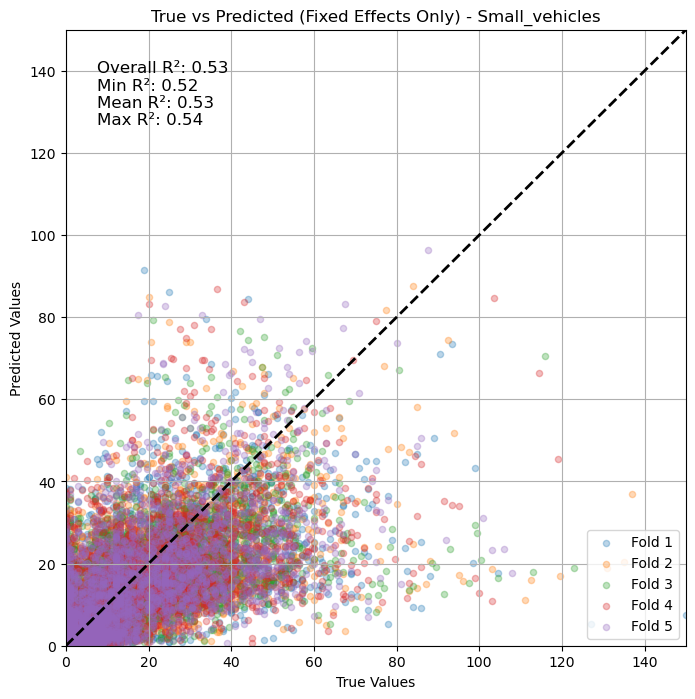 True vs Predicted (Fixed Effects Only) - Small_vehicles
Overall R²: 0.53
Min R²: 0.52
Mean R²: 0.53
Max R²: 0.54
140
120
100
80
60
40
20
0
Predicted Values
Fold 1
Fold 2
Fold 3
Fold 4
Fold 5
0 20 40 60 80 100 120 140
True Values